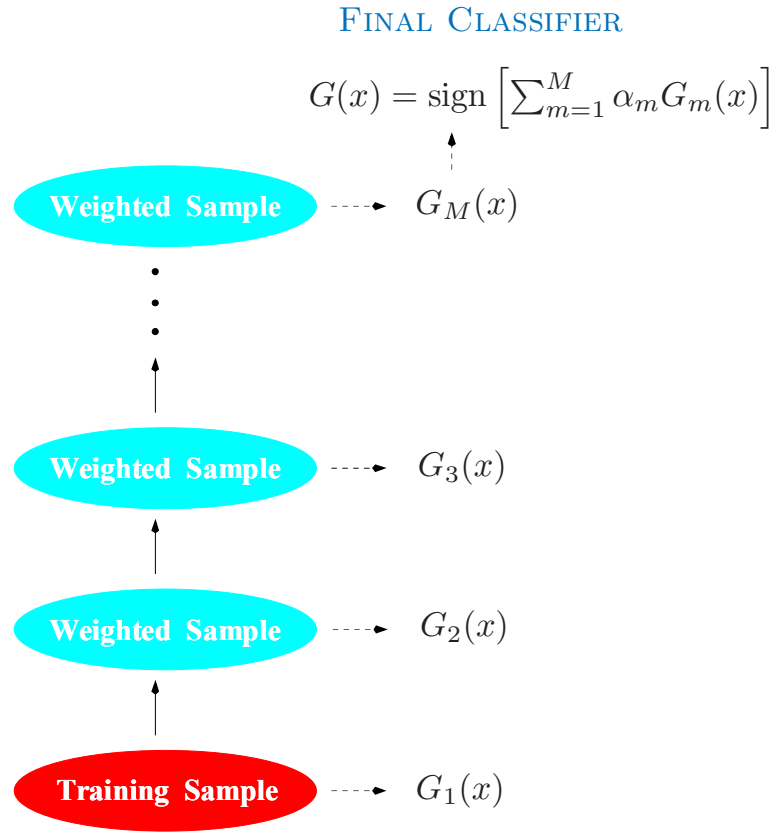 FINAL CLASSIFIER
G(x) = sign [∑_{m=1}^{M} α_m G_m(x)]
Weighted Sample
G_M(x)
Weighted Sample
G_3(x)
Weighted Sample
G_2(x)
Training Sample
G_1(x)